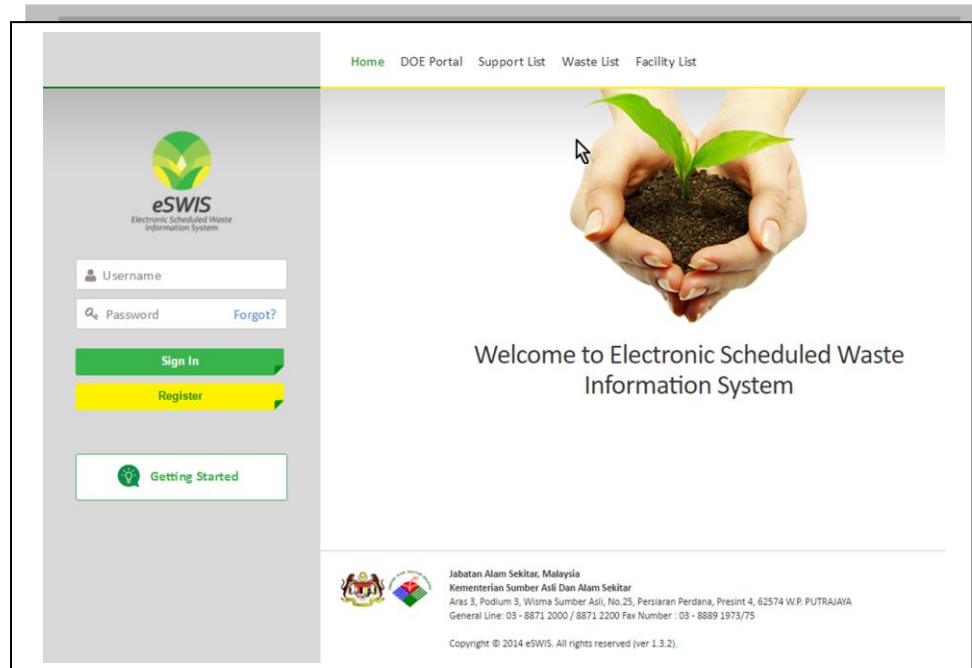 Home DOE Portal Support List Waste List Facility List
eSWIS
Electronic Scheduled Waste
Information System
Username
Password Forgot?
Sign In
Register
Getting Started
Welcome to Electronic Scheduled Waste
Information System
Jabatan Alam Sekitar, Malaysia
Kementerian Sumber Asli Dan Alam Sekitar
Aras 3, Podium 3, Wisma Sumber Asli, No.25, Persiaran Perdana, Presint 4, 62574 W.P. PUTRAJAYA
General Line: 03 - 8871 2000 / 8871 2200 Fax Number : 03 - 8889 1973/75
Copyright © 2014 eSWIS. All rights reserved (ver 1.3.2).